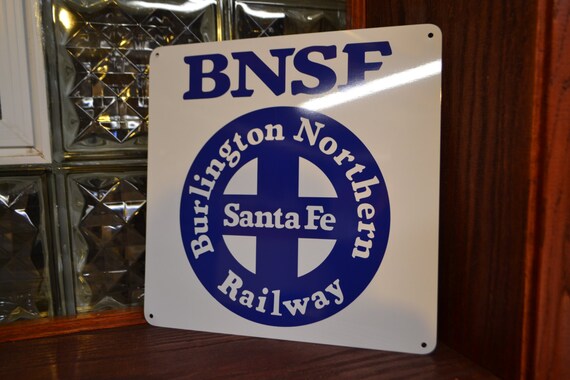 BNSF
Burlington Northern
Santa Fe
Railway